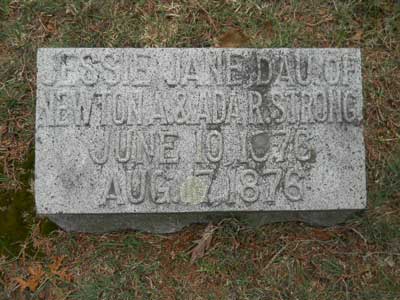 JESSIE JANE, DAU. OF
NEWTON A. & ADA R. STRONG.
JUNE 10, 1876
AUG. 7, 1876